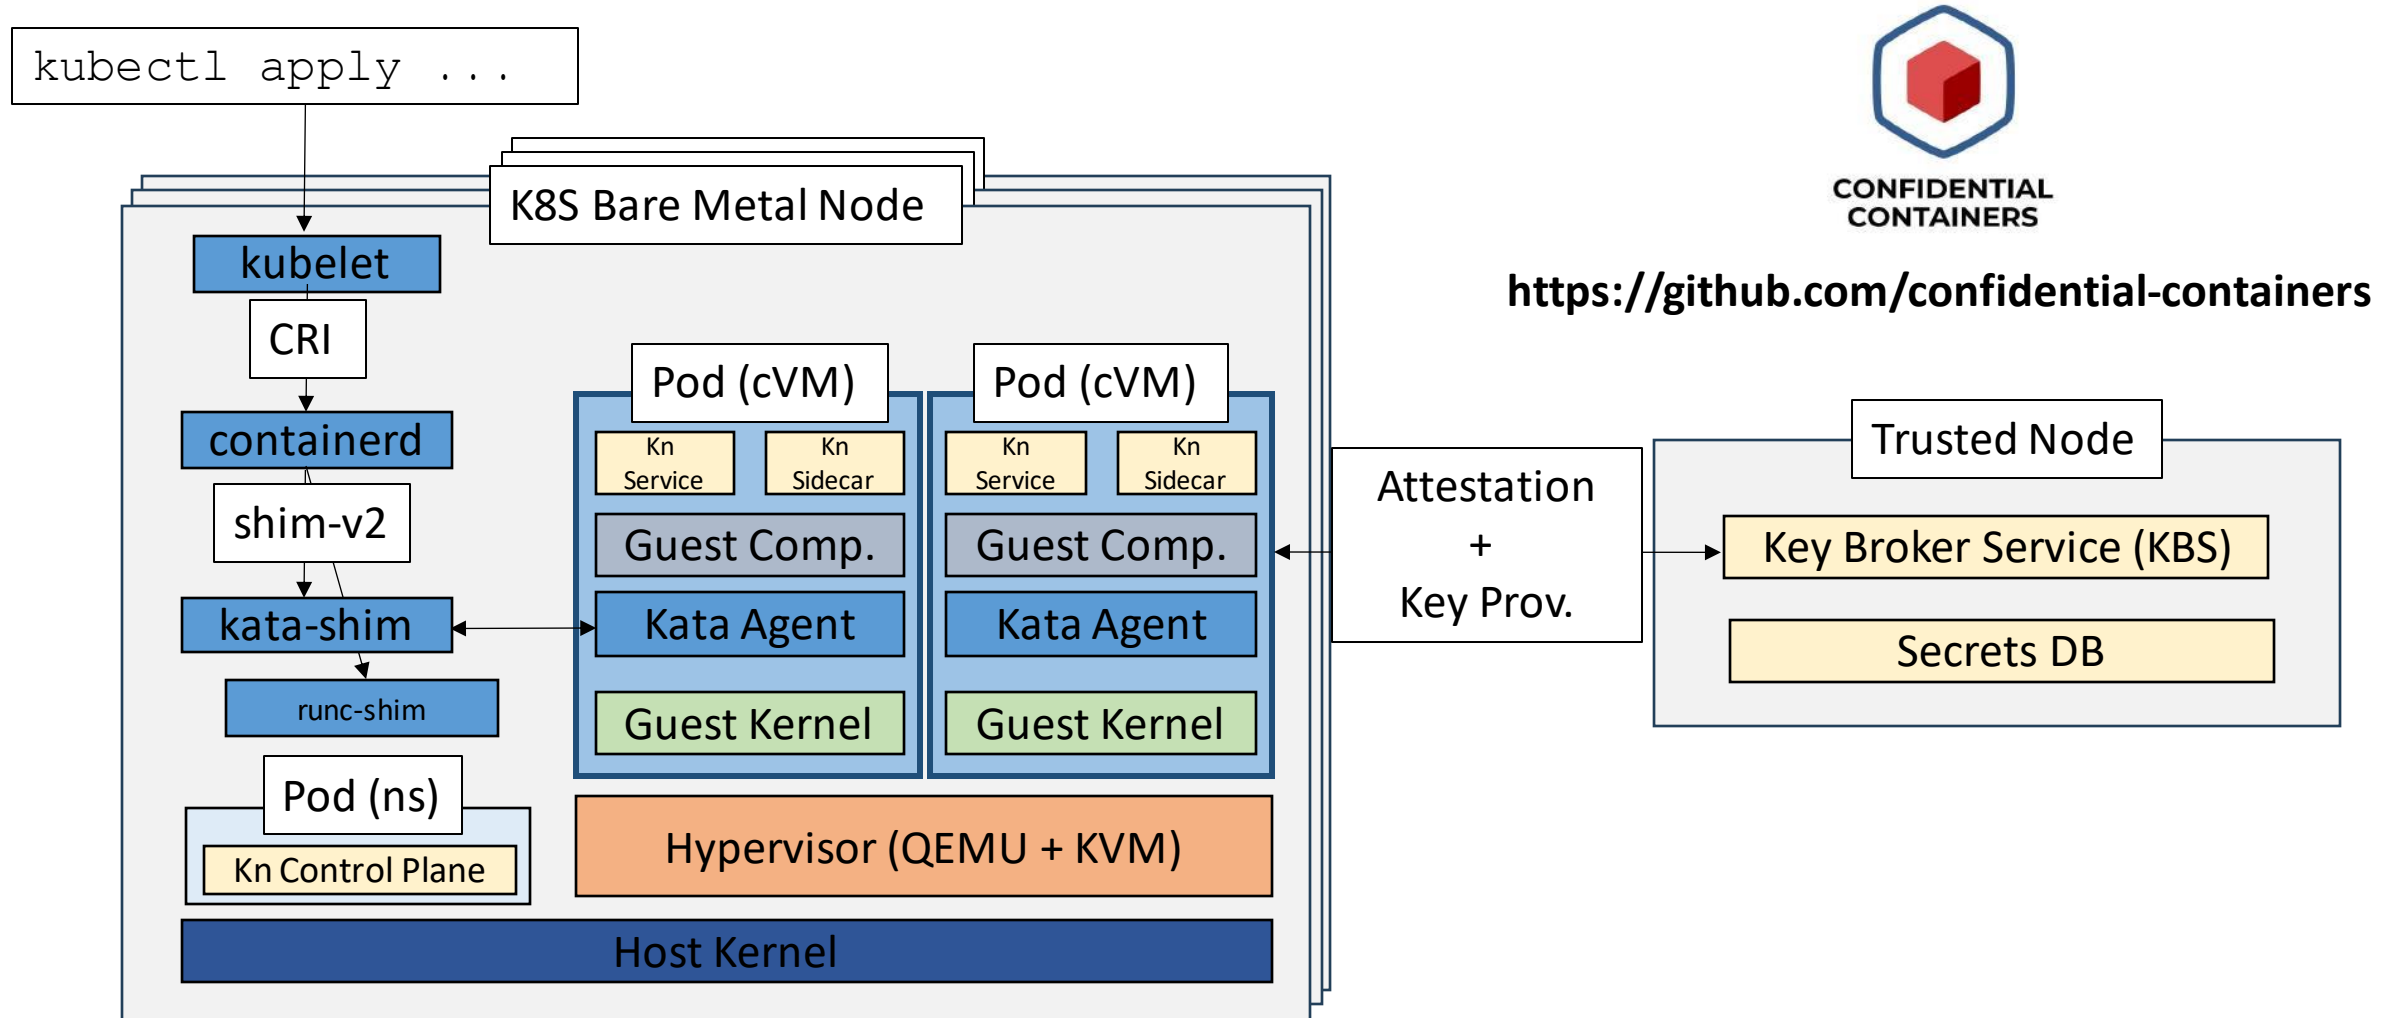 kubectl apply ...
K8S Bare Metal Node
kubelet
CRI
containerd
shim-v2
kata-shim
runc-shim
Pod (ns)
Kn Control Plane
Pod (cVM)
Kn
Service
Kn
Sidecar
Guest Comp.
Kata Agent
Guest Kernel
Pod (cVM)
Kn
Service
Kn
Sidecar
Guest Comp.
Kata Agent
Guest Kernel
Hypervisor (QEMU + KVM)
Host Kernel
Attestation
+
Key Prov.
CONFIDENTIAL
CONTAINERS
https://github.com/confidential-containers
Trusted Node
Key Broker Service (KBS)
Secrets DB